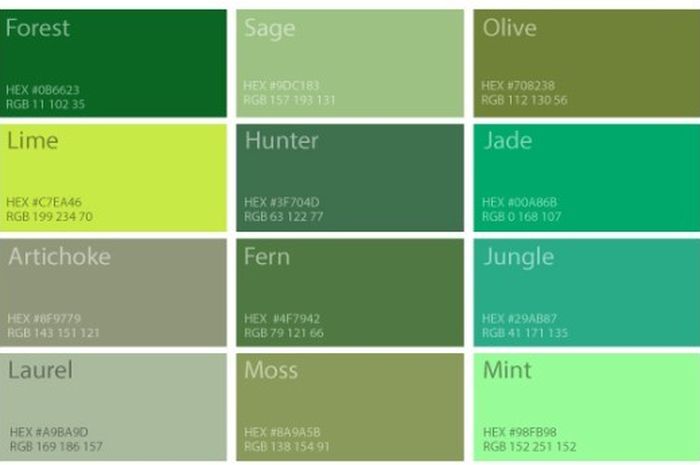 Forest
HEX #0B6623
RGB 11 102 35
Sage
HEX #9DC183
RGB 157 193 131
Olive
HEX #708238
RGB 112 130 56
Lime
HEX #C7EA46
RGB 199 234 70
Hunter
HEX #3F704D
RGB 63 122 77
Jade
HEX #00A86B
RGB 0 168 107
Artichoke
HEX #8F9779
RGB 143 151 121
Fern
HEX #4F7942
RGB 79 121 66
Jungle
HEX #29AB87
RGB 41 171 135
Laurel
HEX #A9BA9D
RGB 169 186 157
Moss
HEX #8A9A5B
RGB 138 154 91
Mint
HEX #98FB98
RGB 152 251 152